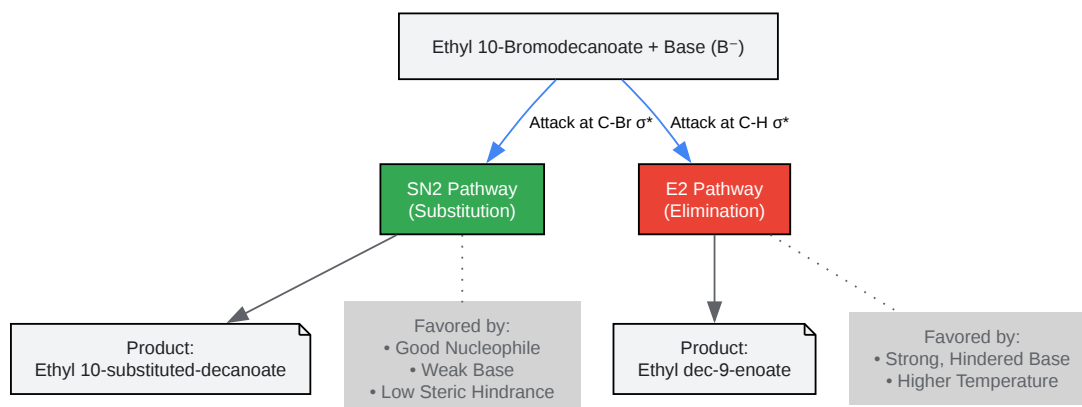 Ethyl 10-Bromodecanoate + Base (B⁻)
Attack at C-Br σ*
Attack at C-H σ*
SN2 Pathway
(Substitution)
E2 Pathway
(Elimination)
Product:
Ethyl 10-substituted-decanoate
Favored by:
• Good Nucleophile
• Weak Base
• Low Steric Hindrance
Product:
Ethyl dec-9-enoate
Favored by:
• Strong, Hindered Base
• Higher Temperature